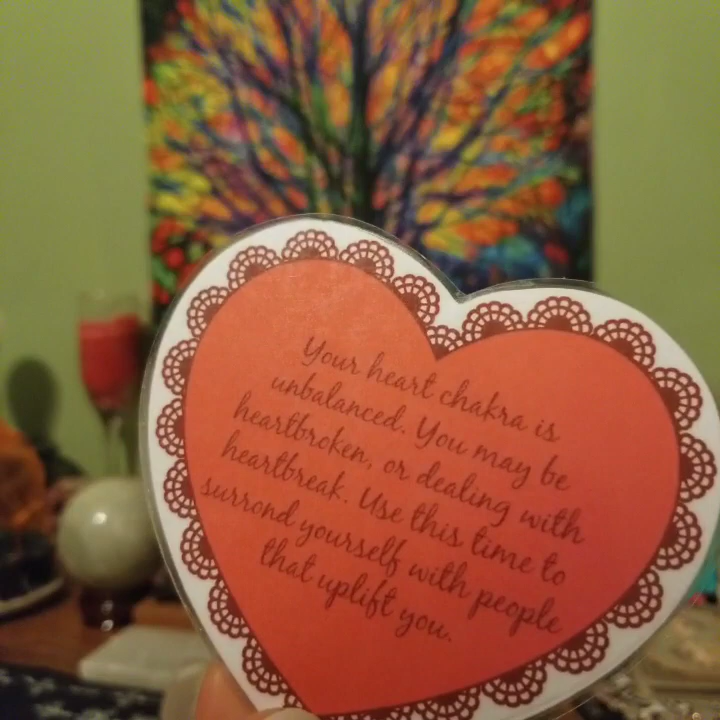 Your heart chakra is
unbalanced. You may be
heartbroken, or dealing with
heartbreak. Use this time to
surrond yourself with people
that uplift you.